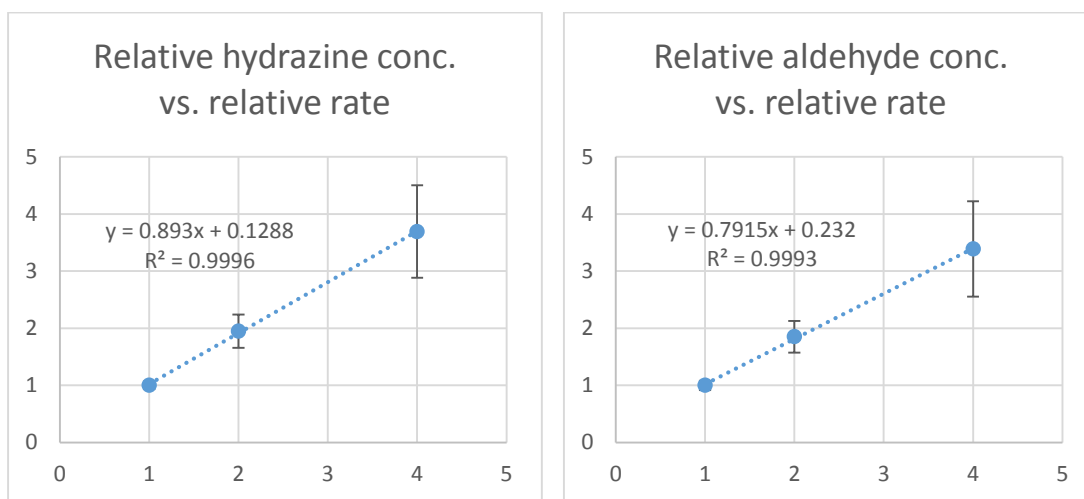 Relative hydrazine conc.
vs. relative rate
5
4
3
2
1
0
y = 0.893x + 0.1288
R² = 0.9996
0 1 2 3 4 5
Relative aldehyde conc.
vs. relative rate
5
4
3
2
1
0
y = 0.7915x + 0.232
R² = 0.9993
0 1 2 3 4 5